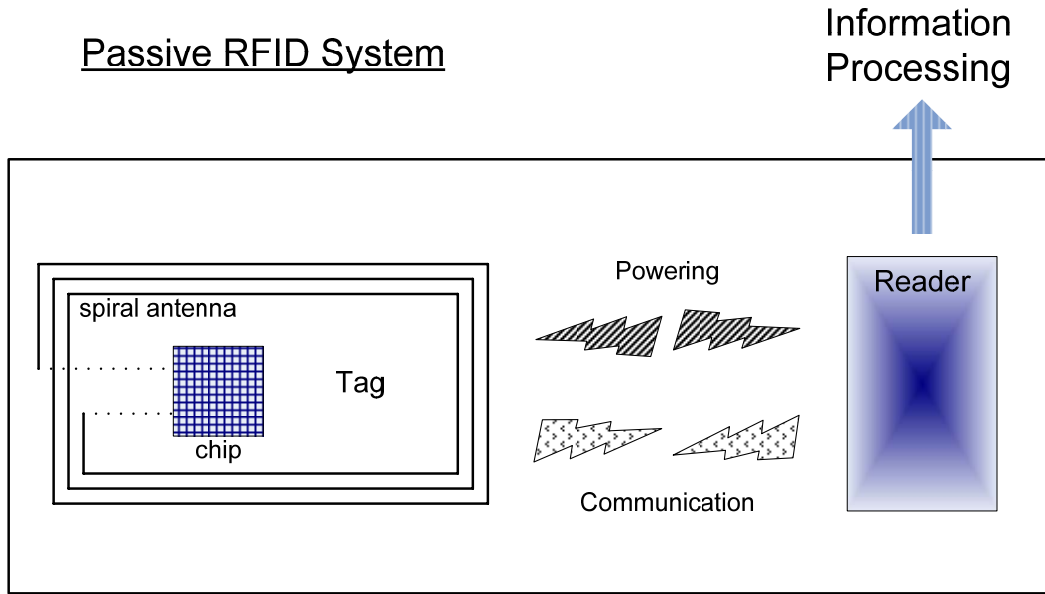 Passive RFID System
Information
Processing
Powering
Reader
spiral antenna
Tag
chip
Communication